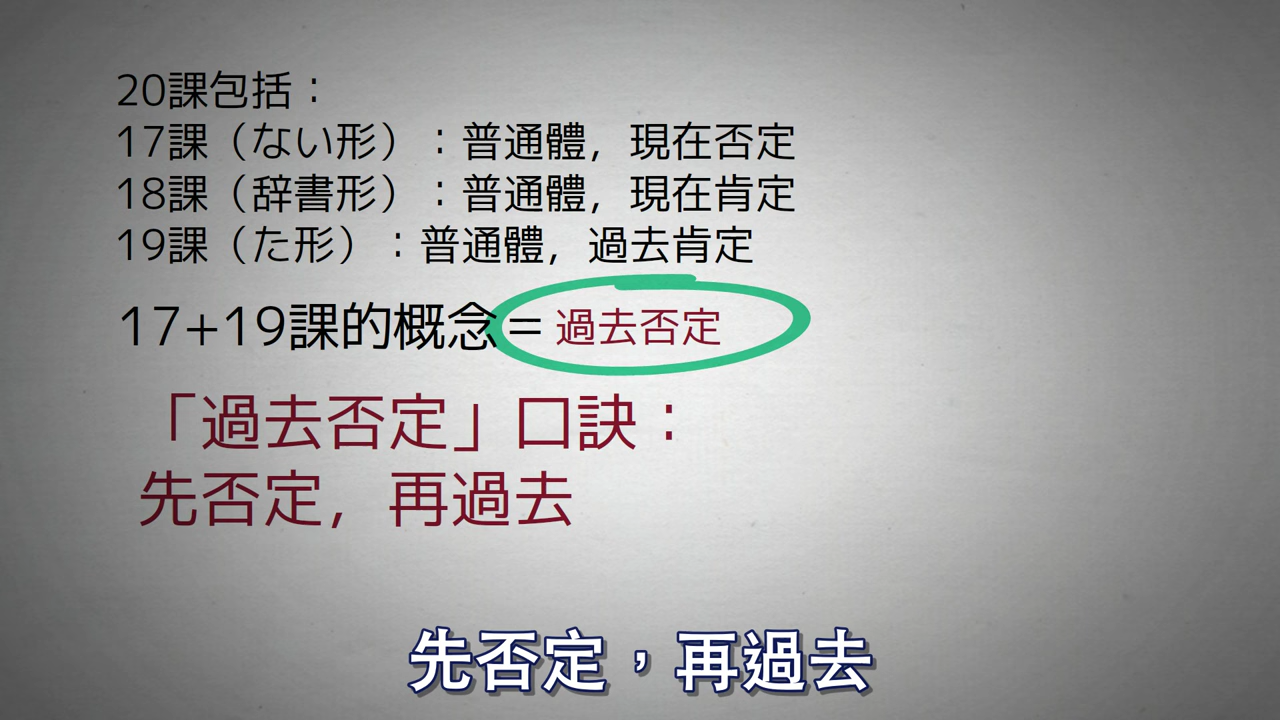 20課包括：
17課（ない形）：普通體，現在否定
18課（辞書形）：普通體，現在肯定
19課（た形）：普通體，過去肯定
17+19課的概念＝過去否定
「過去否定」口訣：
先否定，再過去
先否定，再過去